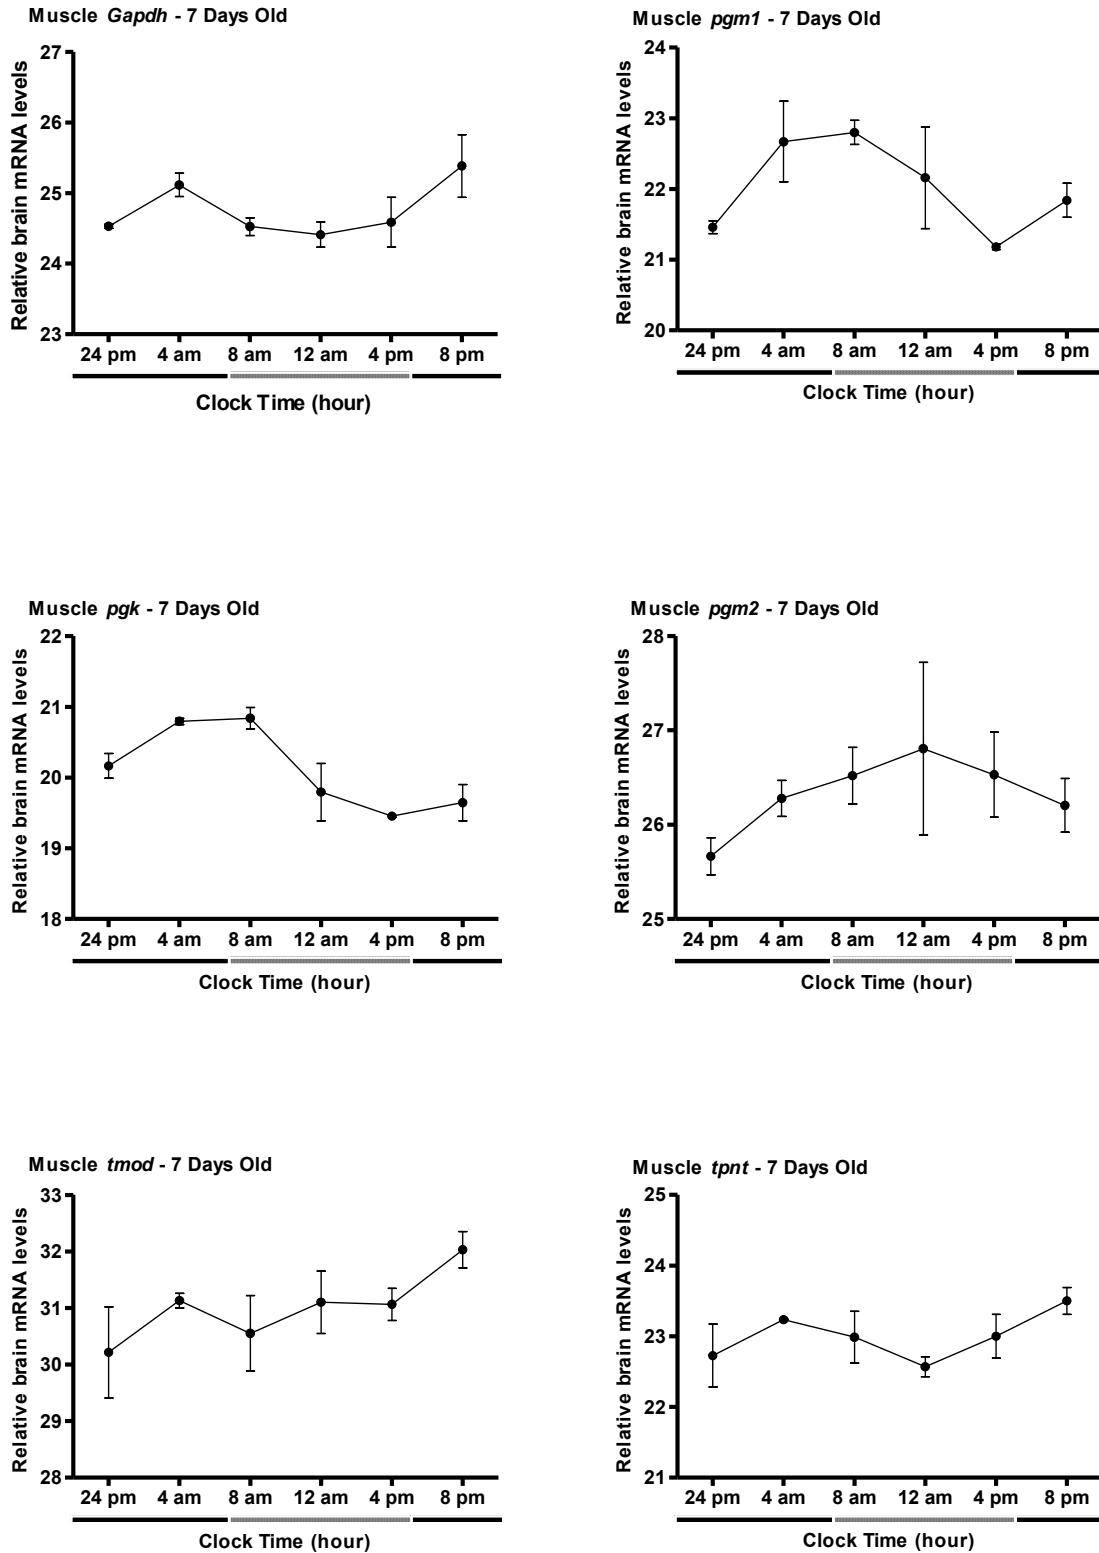 Muscle Gapdh - 7 Days Old
Relative brain mRNA levels
27
26
25
24
23
24 pm 4 am 8 am 12 am 4 pm 8 pm
Clock Time (hour)
Muscle pgm1 - 7 Days Old
Relative brain mRNA levels
24
23
22
21
20
24 pm 4 am 8 am 12 am 4 pm 8 pm
Clock Time (hour)
Muscle pgk - 7 Days Old
Relative brain mRNA levels
22
21
20
19
18
24 pm 4 am 8 am 12 am 4 pm 8 pm
Clock Time (hour)
Muscle pgm2 - 7 Days Old
Relative brain mRNA levels
28
27
26
25
24 pm 4 am 8 am 12 am 4 pm 8 pm
Clock Time (hour)
Muscle tmod - 7 Days Old
Relative brain mRNA levels
33
32
31
30
29
28
24 pm 4 am 8 am 12 am 4 pm 8 pm
Clock Time (hour)
Muscle tpnt - 7 Days Old
Relative brain mRNA levels
25
24
23
22
21
24 pm 4 am 8 am 12 am 4 pm 8 pm
Clock Time (hour)